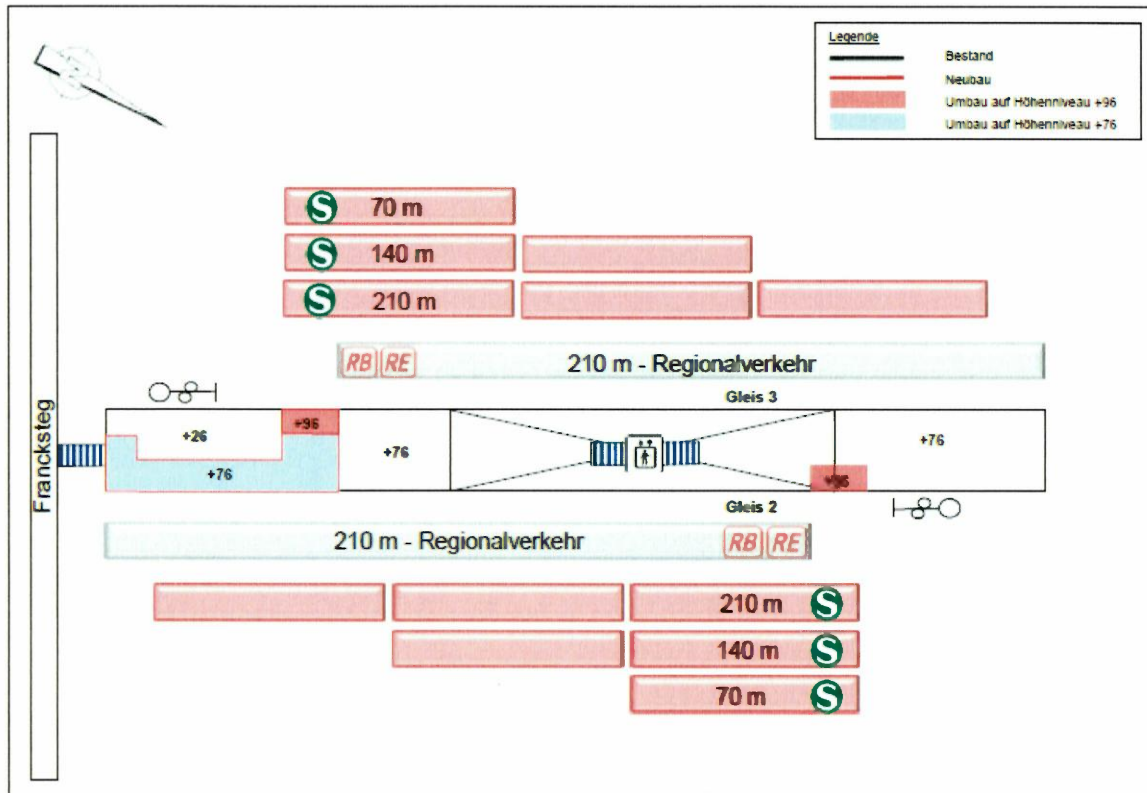 Legende
Bestand
Neubau
Umbau auf Höhenniveau +96
Umbau auf Höhenniveau +76
S 70 m
S 140 m
S 210 m
RB RE 210 m - Regionalverkehr
Gleis 3
Francksteg
+26
+96
+76
+76
+76
+96
Gleis 2
210 m - Regionalverkehr RB RE
210 m S
140 m S
70 m S